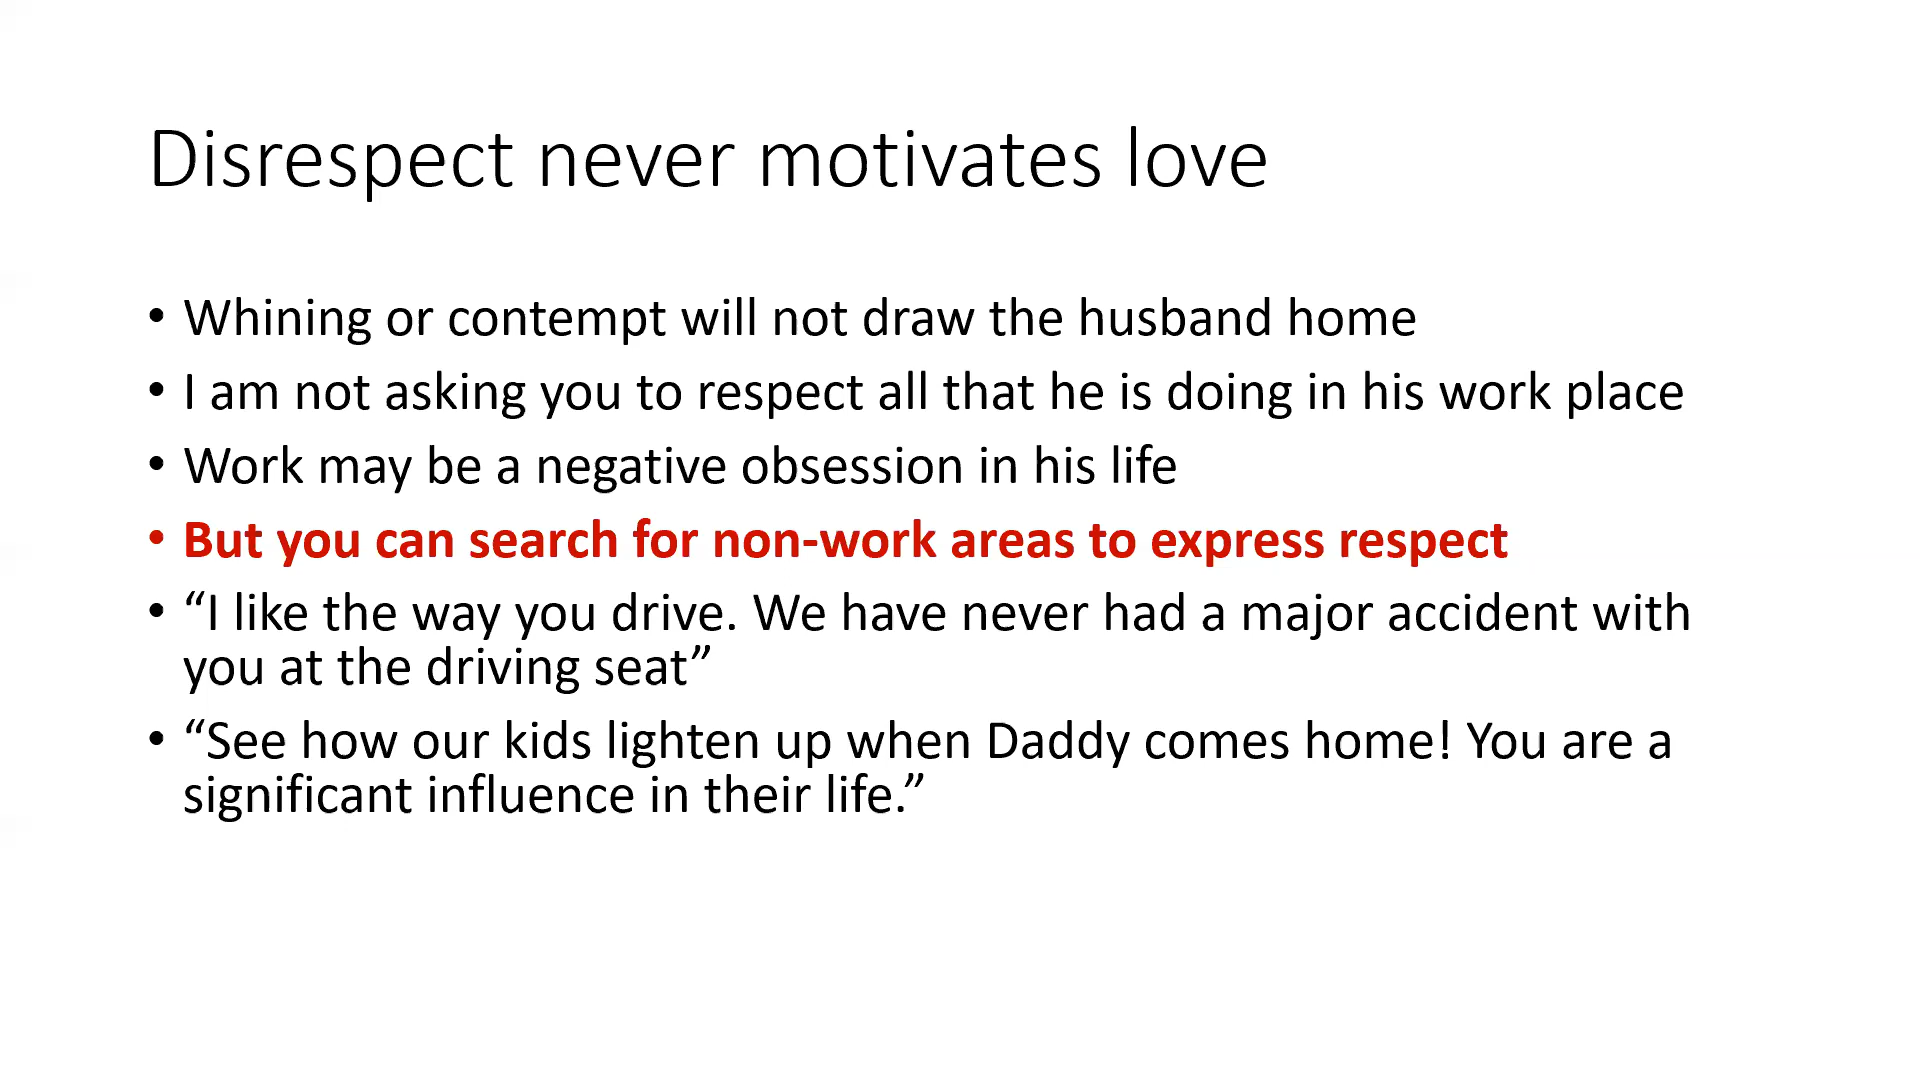 Disrespect never motivates love
• Whining or contempt will not draw the husband home
• I am not asking you to respect all that he is doing in his work place
• Work may be a negative obsession in his life
• But you can search for non-work areas to express respect
• “I like the way you drive. We have never had a major accident with
you at the driving seat”
• “See how our kids lighten up when Daddy comes home! You are a
significant influence in their life.”